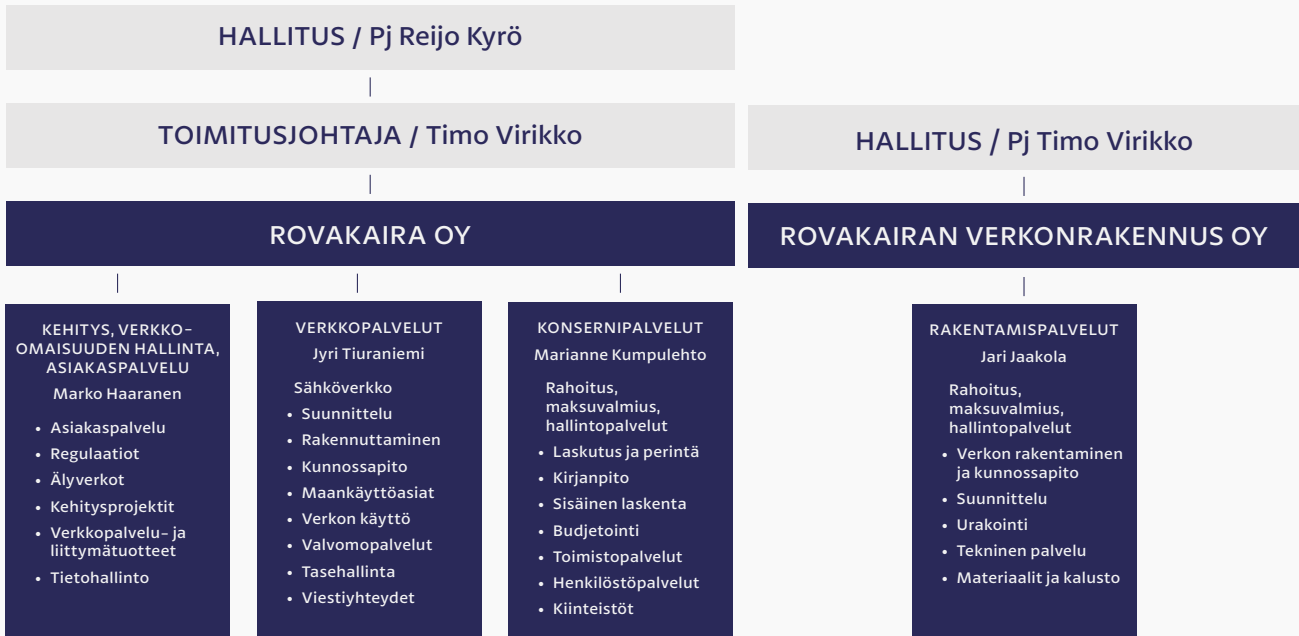 HALLITUS / Pj Reijo Kyrö
TOIMITUSJOHTAJA / Timo Virikko
ROVAKAIRA OY
KEHITYS, VERKKO-
OMAISUUDEN HALLINTA,
ASIAKASPALVELU
Marko Haaranen
• Asiakaspalvelu
• Regulaatiot
• Älyverkot
• Kehitysprojektit
• Verkkopalvelu- ja
liittymätuotteet
• Tietohallinto
VERKKOPALVELUT
Jyri Tiuraniemi
Sähköverkko
• Suunnittelu
• Rakennuttaminen
• Kunnossapito
• Maankäyttöasiat
• Verkon käyttö
• Valvomopalvelut
• Tasehallinta
• Viestiyhteydet
KONSERNIPALVELUT
Marianne Kumpulehto
Rahoitus,
maksuvalmius,
hallintopalvelut
• Laskutus ja perintä
• Kirjanpito
• Sisäinen laskenta
• Budjetointi
• Toimistopalvelut
• Henkilöstöpalvelut
• Kiinteistöt
HALLITUS / Pj Timo Virikko
ROVAKAIRAN VERKONRAKENNUS OY
RAKENTAMISPALVELUT
Jari Jaakola
Rahoitus,
maksuvalmius,
hallintopalvelut
• Verkon rakentaminen
ja kunnossapito
• Suunnittelu
• Urakointi
• Tekninen palvelu
• Materiaalit ja kalusto